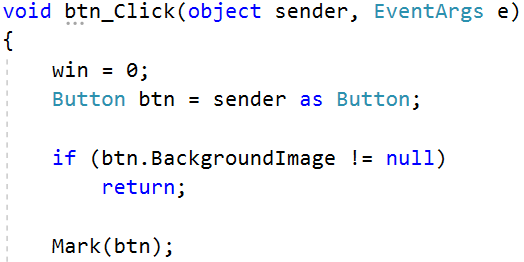 void btn_Click(object sender, EventArgs e)
{
    win = 0;
    Button btn = sender as Button;
    if (btn.BackgroundImage != null)
        return;
    Mark(btn);